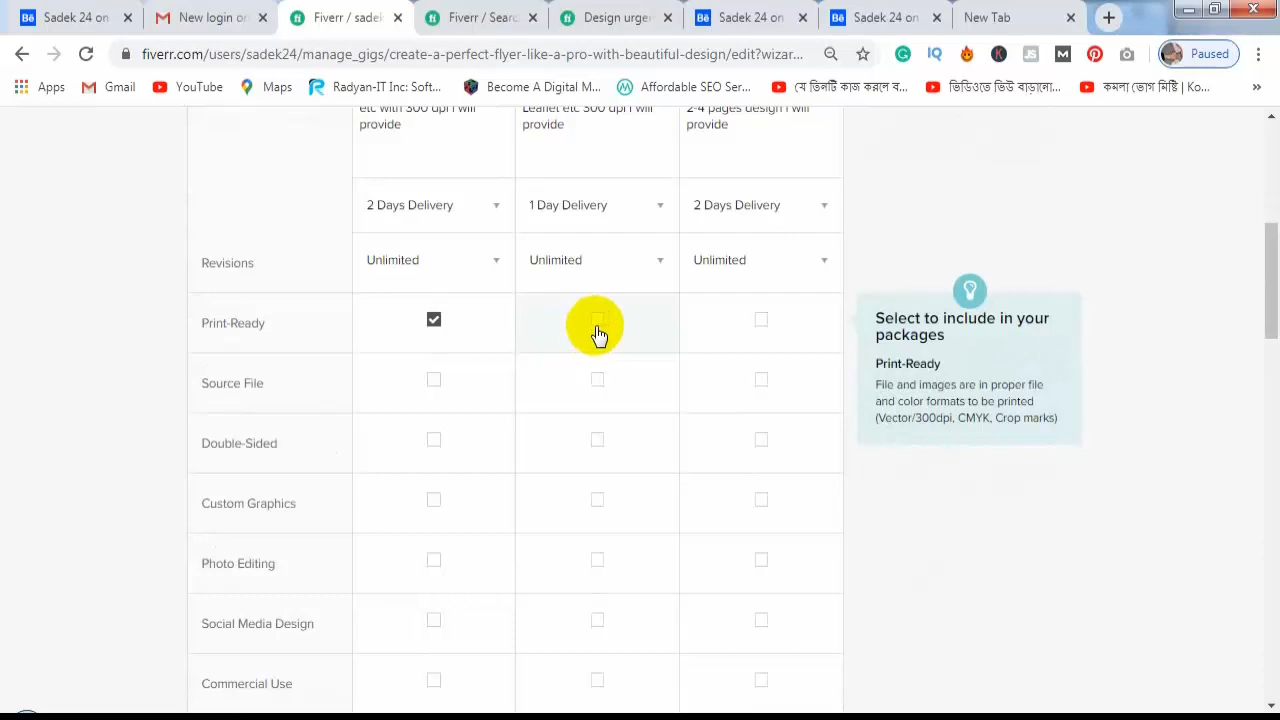 Sadek 24 on
New login or
Fiverr / sadek
Fiverr / Searc
Design urge
Sadek 24 on
Sadek 24 on
New Tab
fiverr.com/users/sadek24/manage_gigs/create-a-perfect-flyer-like-a-pro-with-beautiful-design/edit?wizar...
Paused
Apps
Gmail
YouTube
Maps
Radyan-IT Inc: Soft...
Become A Digital M...
Affordable SEO Ser...
যে তিনটি কাজ করলে ব...
ভিডিওতে ভিউ বাড়ানো...
কমলা ভোগ মিষ্টি | Ko...
etc with 300 dpi I will
provide
Leaflet etc 300 dpi I will
provide
2-4 pages design I will
provide
2 Days Delivery
1 Day Delivery
2 Days Delivery
Revisions
Unlimited
Unlimited
Unlimited
Print-Ready
Source File
Double-Sided
Custom Graphics
Photo Editing
Social Media Design
Commercial Use
Select to include in your
packages
Print-Ready
File and images are in proper file
and color formats to be printed
(Vector/300dpi, CMYK, Crop marks)